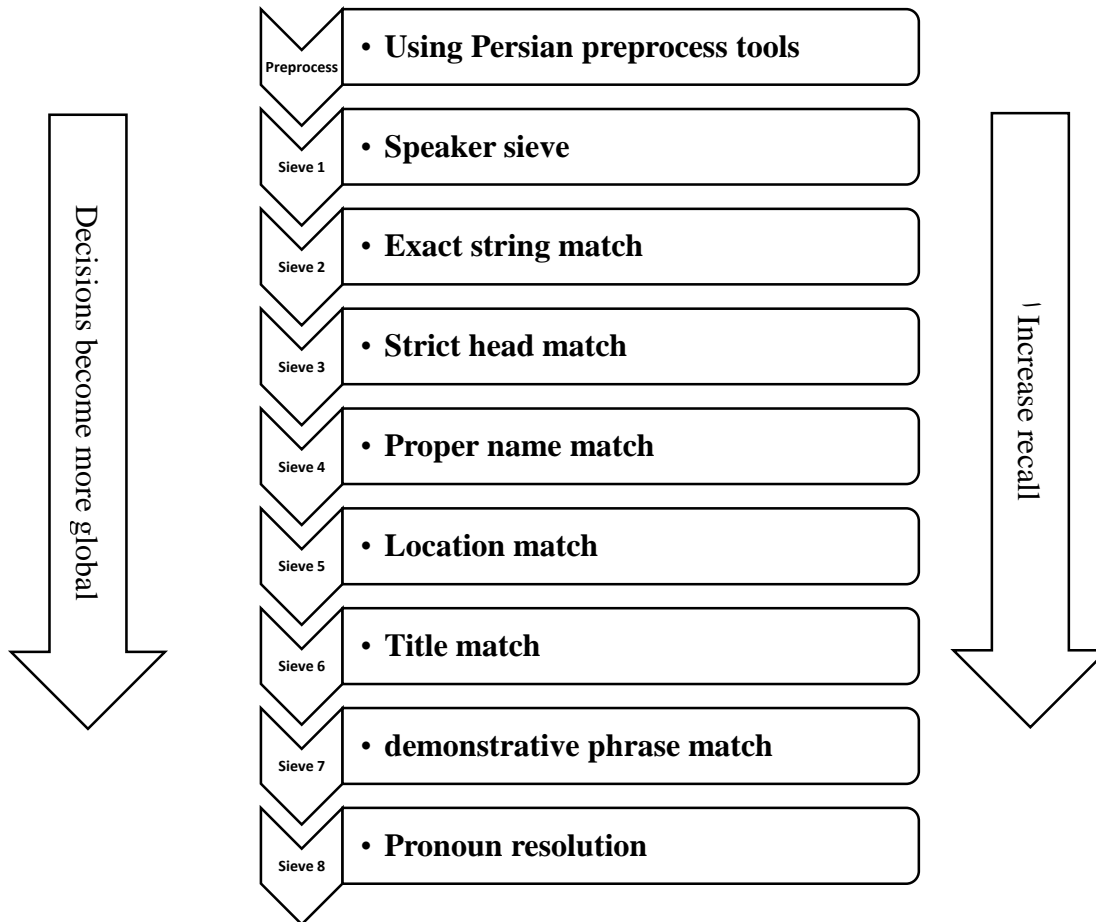 Preprocess
• Using Persian preprocess tools
Sieve 1
• Speaker sieve
Sieve 2
• Exact string match
Sieve 3
• Strict head match
Sieve 4
• Proper name match
Sieve 5
• Location match
Sieve 6
• Title match
Sieve 7
• demonstrative phrase match
Sieve 8
• Pronoun resolution
Decisions become more global
ا Increase recall